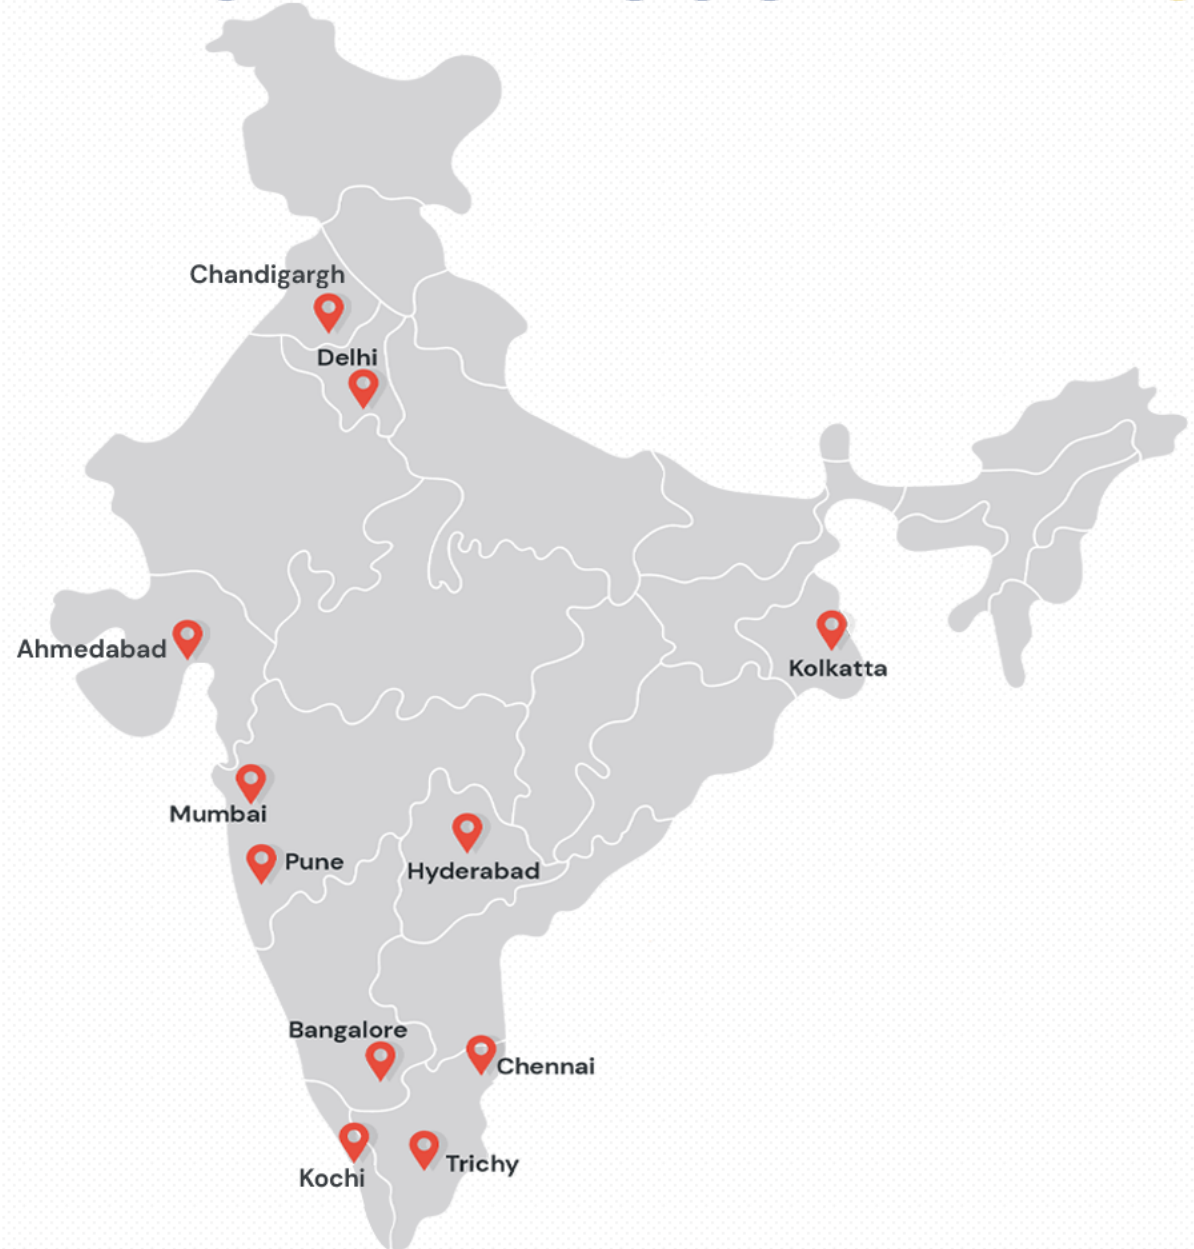 Chandigargh
Delhi
Ahmedabad
Kolkatta
Mumbai
Pune
Hyderabad
Bangalore
Chennai
Kochi
Trichy